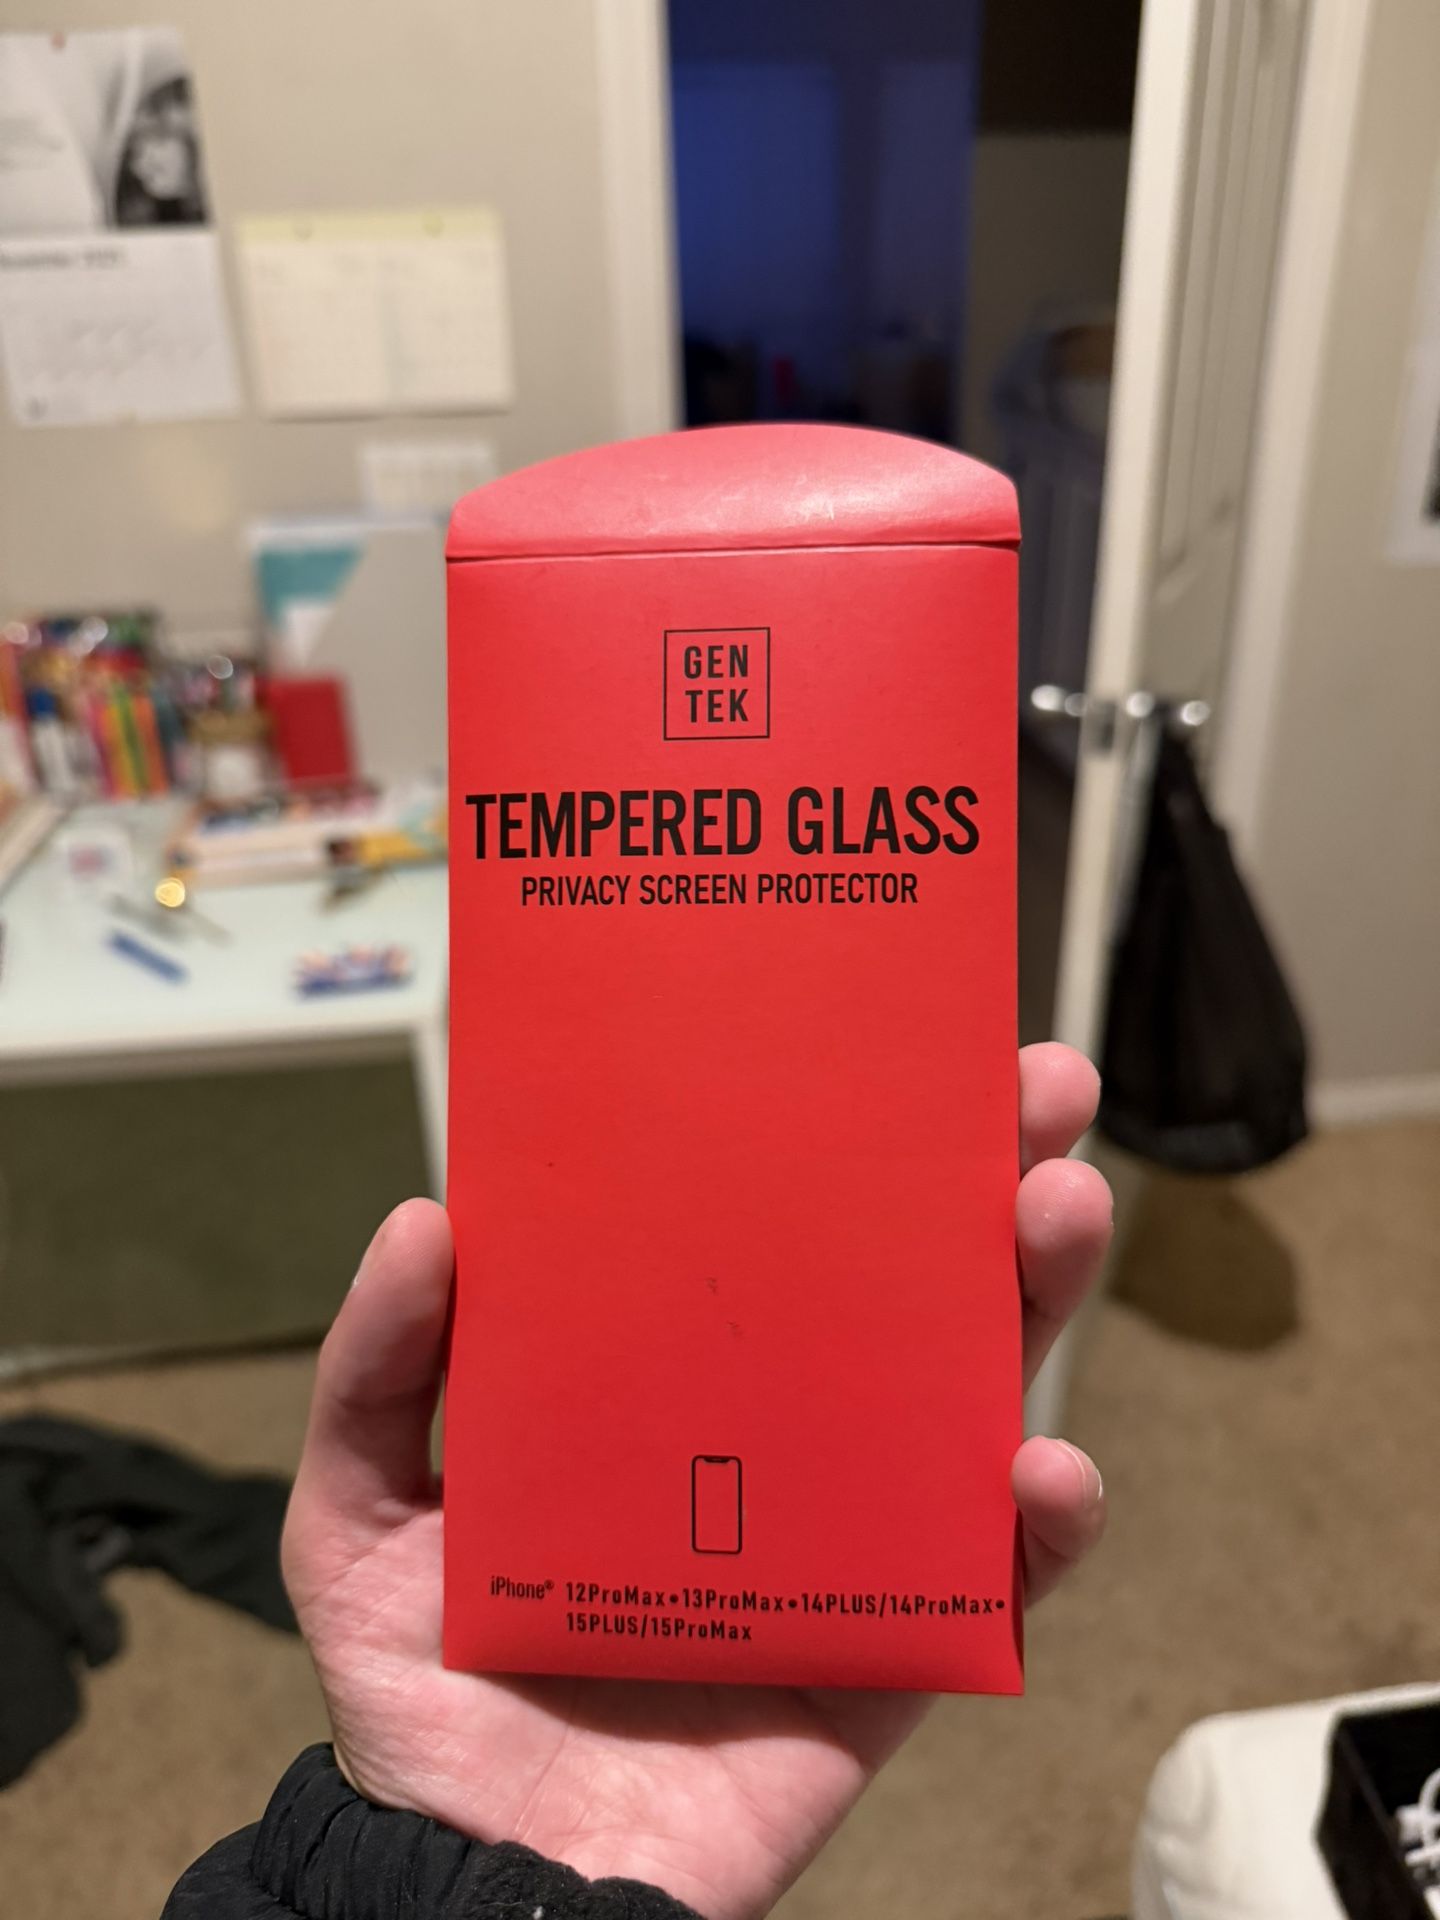 GEN
TEK
TEMPERED GLASS
PRIVACY SCREEN PROTECTOR
iPhone® 12ProMax•13ProMax•14PLUS/14ProMax•
15PLUS/15ProMax